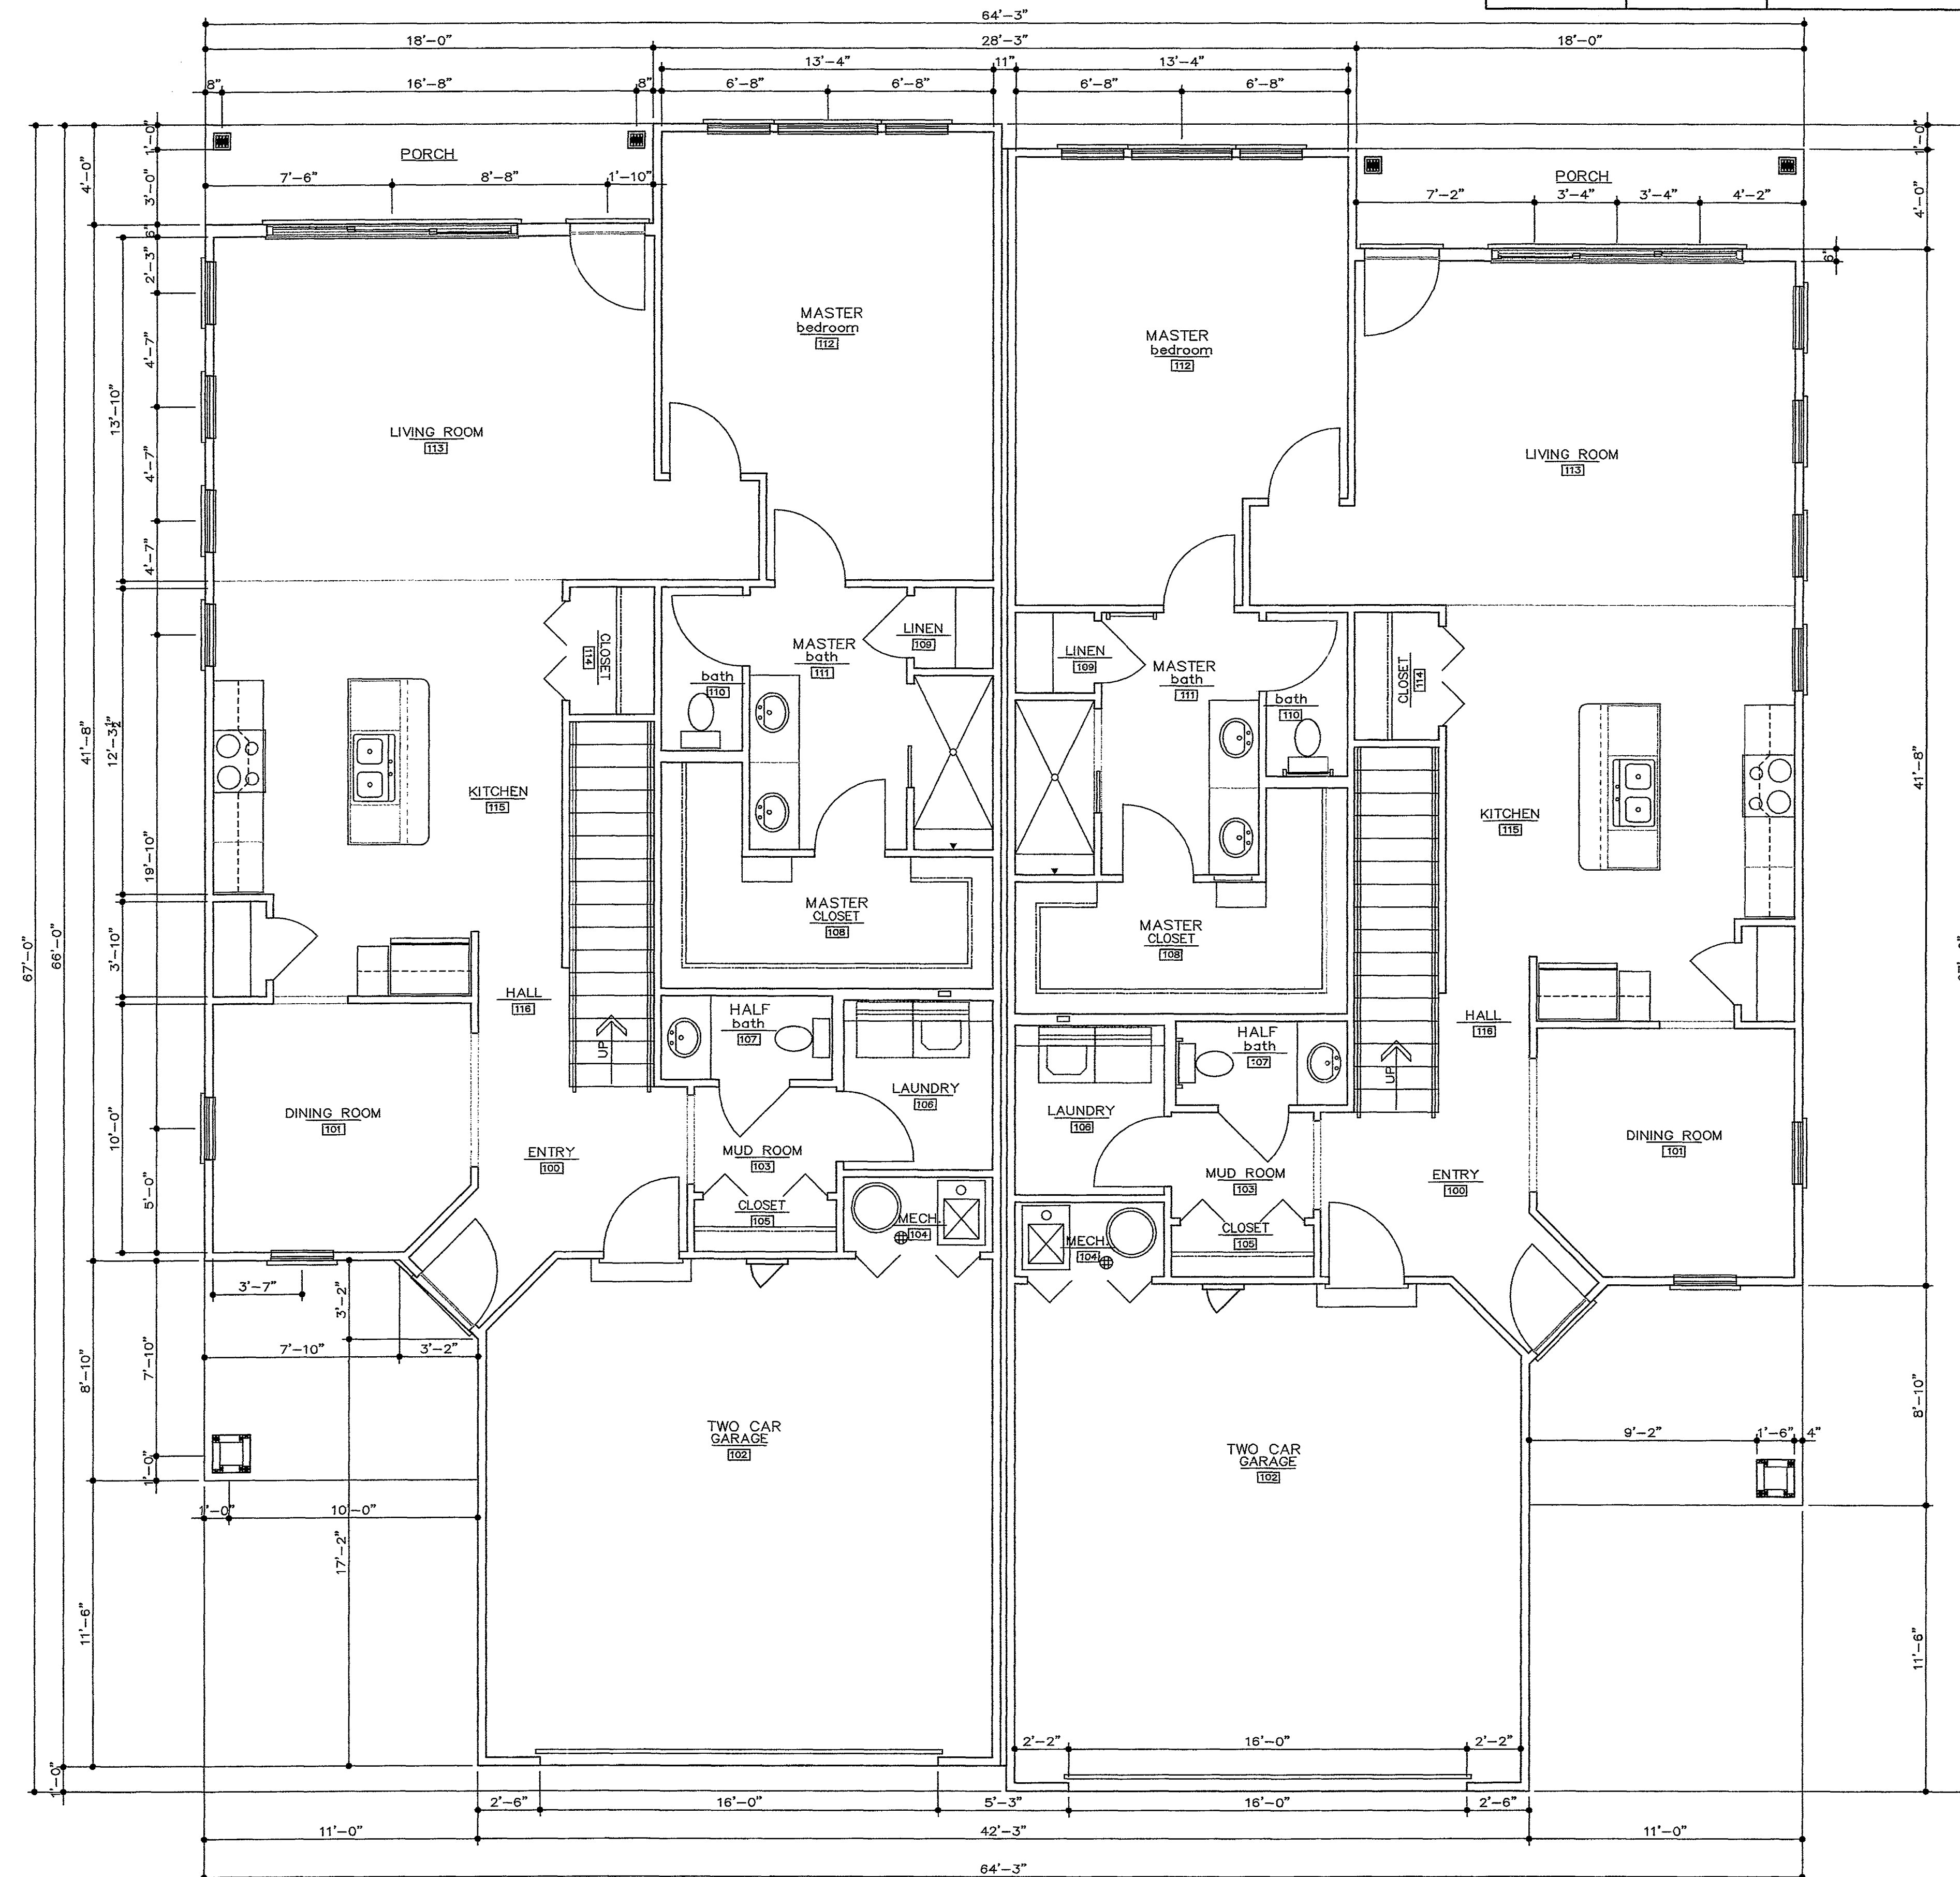 64'-3"
18'-0" 28'-3" 18'-0"
13'-4" 11" 13'-4"
8" 16'-8" 8" 6'-8" 6'-8" 6'-8" 6'-8"
1'-0" 1'-0"
PORCH
4'-0" 3'-0" 7'-6" 8'-8" 1'-10"
PORCH
7'-2" 3'-4" 3'-4" 4'-2" 4'-0"
6" 6"
2'-3"
MASTER
bedroom
112
MASTER
bedroom
112
4'-7"
13'-10"
LIVING ROOM
113
LIVING ROOM
113
4'-7"
4'-7"
CLOSET
114
MASTER
bath
111
LINEN
109
LINEN
109
MASTER
bath
111
CLOSET
114
bath
110
bath
110
41'-8" 12'-3½" 41'-8"
KITCHEN
115
KITCHEN
115
19'-10"
MASTER
CLOSET
108
MASTER
CLOSET
108
67'-0" 66'-0" 3'-10"
HALL
116
HALF
bath
107
HALF
bath
107
HALL
116
UP UP
LAUNDRY
106
LAUNDRY
106
DINING ROOM
101
DINING ROOM
101
10'-0"
ENTRY
100
MUD ROOM
103
MUD ROOM
103
ENTRY
100
5'-0"
CLOSET
105
MECH.
104
MECH.
104
CLOSET
105
3'-7" 3'-2"
7'-10" 3'-2"
8'-10" 7'-10" 8'-10"
TWO CAR
GARAGE
102
TWO CAR
GARAGE
102
9'-2" 1'-6" 4"
1'-0"
1'-0" 10'-0"
17'-2"
11'-6" 11'-6"
2'-2" 16'-0" 2'-2"
1'-0"
2'-6" 16'-0" 5'-3" 16'-0" 2'-6"
11'-0" 42'-3" 11'-0"
64'-3"